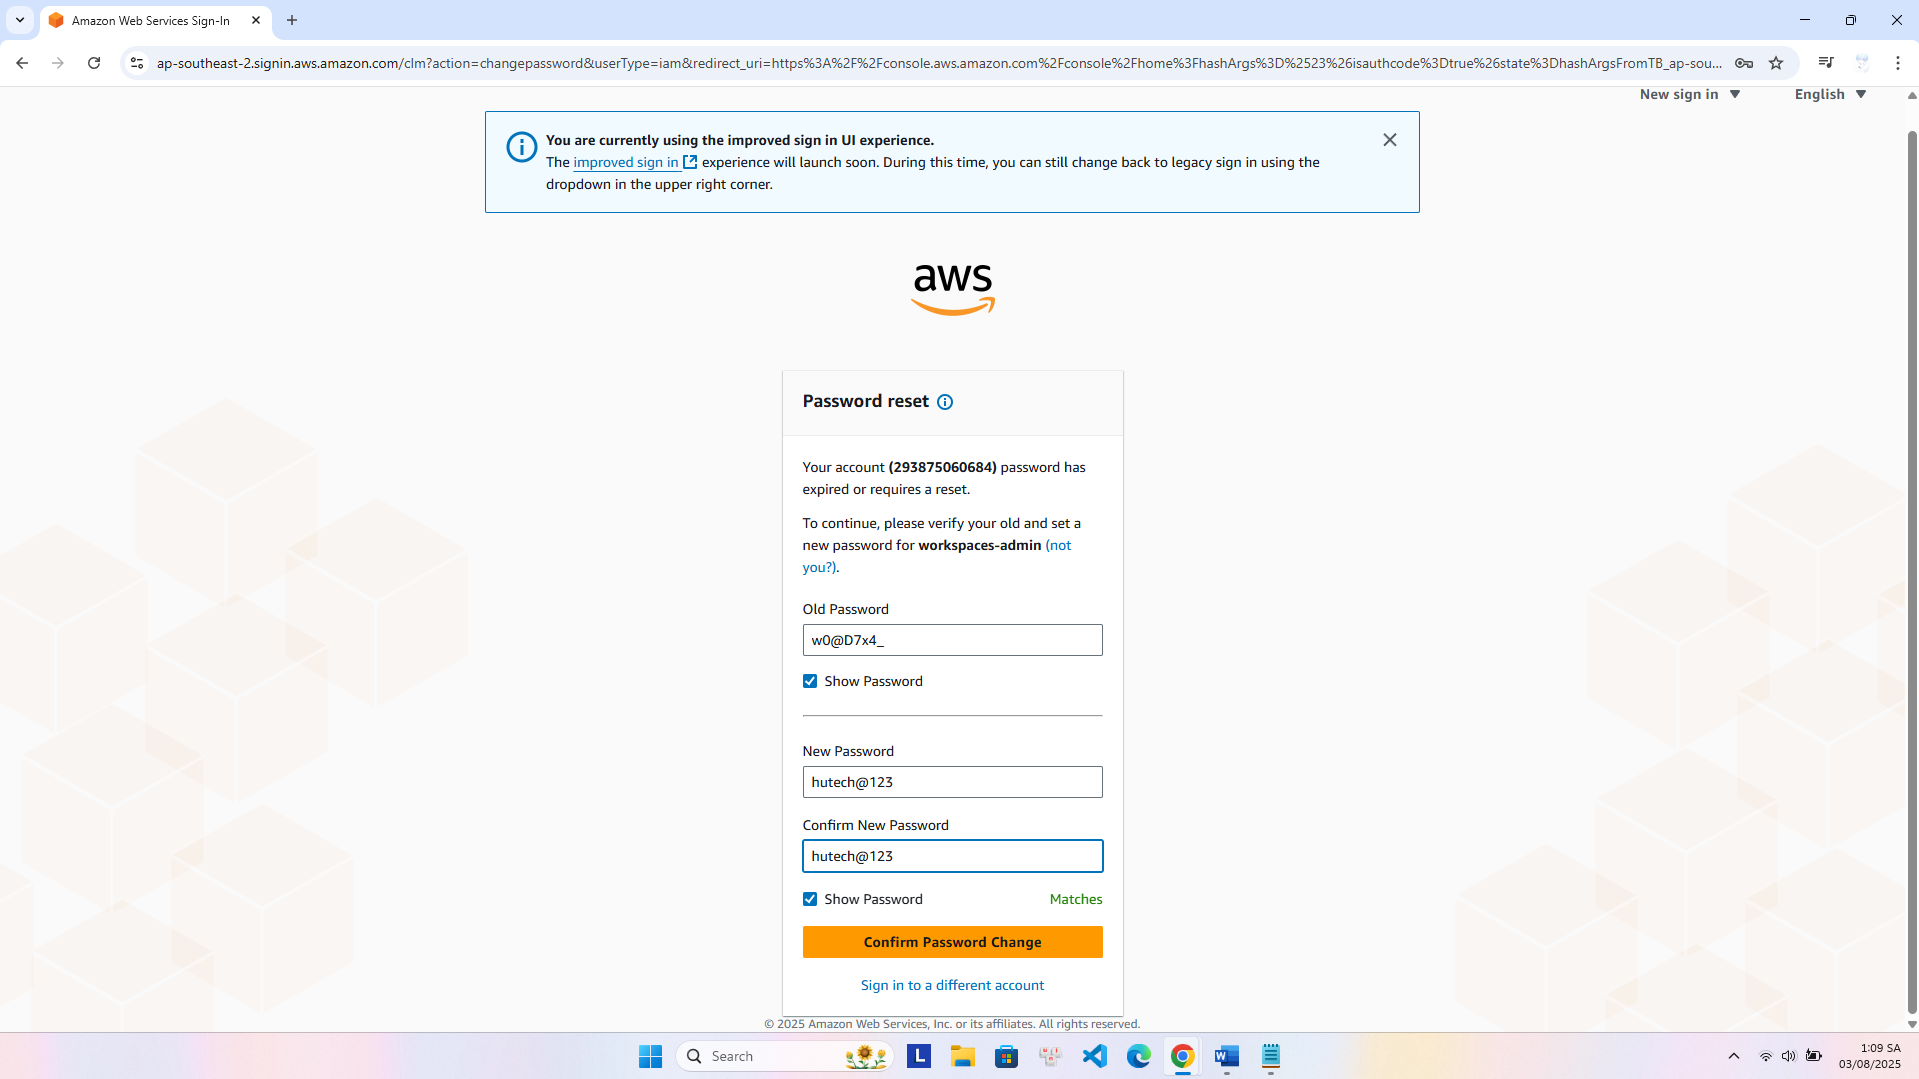 Amazon Web Services Sign-In
ap-southeast-2.signin.aws.amazon.com/clm?action=changepassword&userType=iam&redirect_uri=https%3A%2F%2Fconsole.aws.amazon.com%2Fconsole%2Fhome%3FhashArgs%3D%2523%26isauthcode%3Dtrue%26state%3DhashArgsFromTB_ap-sou...
New sign in
English
You are currently using the improved sign in UI experience.
The improved sign in experience will launch soon. During this time, you can still change back to legacy sign in using the
dropdown in the upper right corner.
aws
Password reset
Your account (293875060684) password has
expired or requires a reset.
To continue, please verify your old and set a
new password for workspaces-admin (not
you?).
Old Password
w0@D7x4_
Show Password
New Password
hutech@123
Confirm New Password
hutech@123
Show Password
Matches
Confirm Password Change
Sign in to a different account
© 2025 Amazon Web Services, Inc. or its affiliates. All rights reserved.
Search
L
W
1:09 SA
03/08/2025